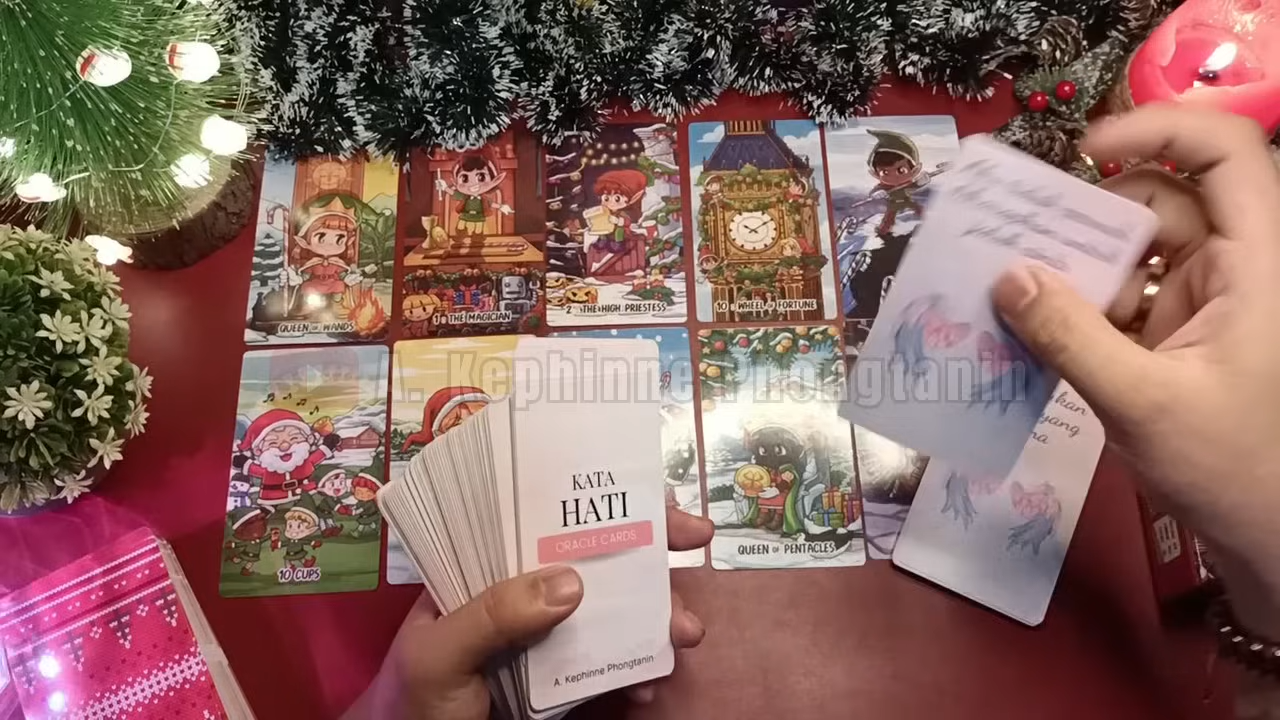 QUEEN OF WANDS
1 THE MAGICIAN
2 THE HIGH PRIESTESS
10 WHEEL OF FORTUNE
A. Kephinne Phongtanin
10 CUPS
QUEEN OF PENTACLES
KATA
HATI
ORACLE CARDS
A. Kephinne Phongtanin
yang